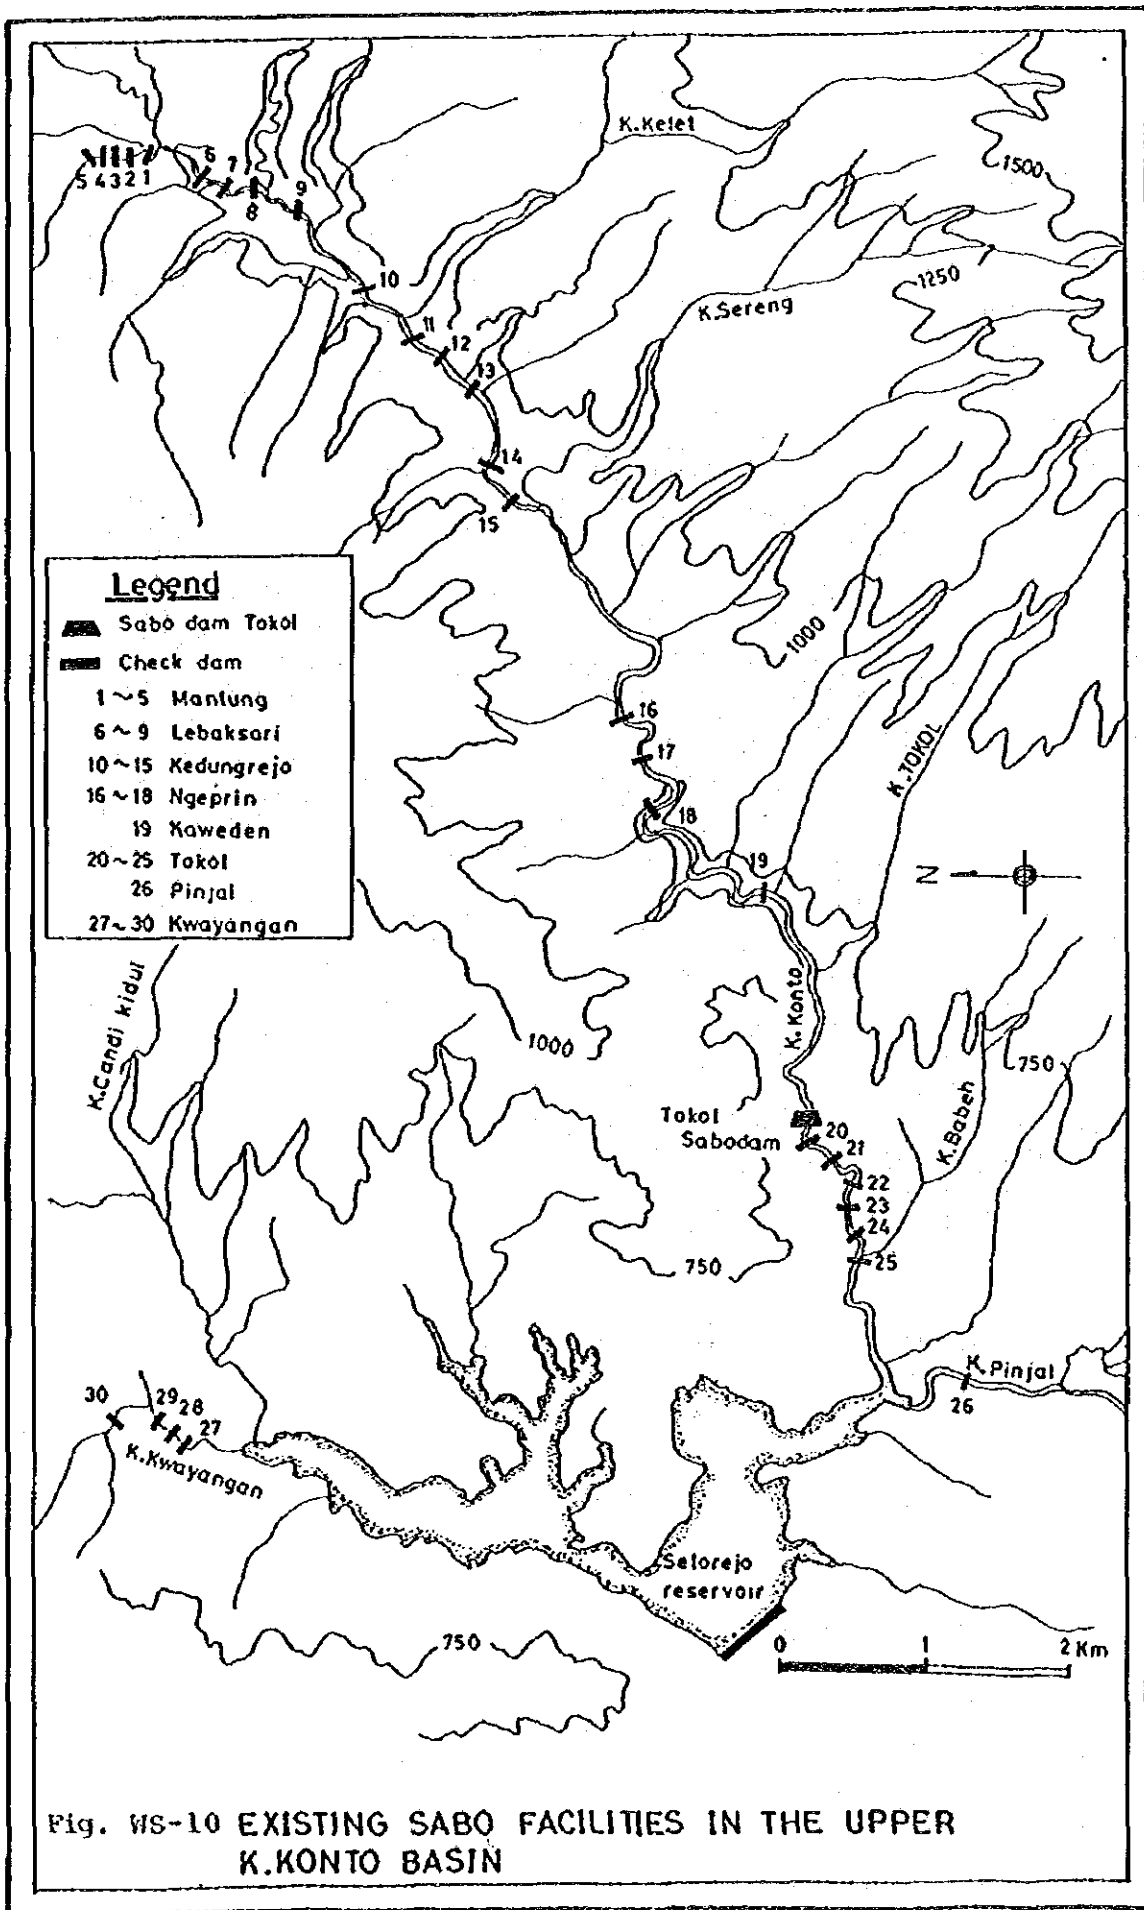 K.Kelet
1500
5 4 3 2 1
6
7
8
9
10
1250
K.Sereng
11
12
13
14
15
Legend
Sabo dam Tokol
Check dam
1~5 Mantung
6~9 Lebaksari
10~15 Kedungrejo
16~18 Ngeprin
19 Kaweden
20~25 Tokol
26 Pinjal
27~30 Kwayangan
1000
16
17
K.TOKOL
18
19
N
K.Candi kidul
K.Konto
1000
750
Tokol
Sabodam
20
21
K.Babeh
22
23
24
25
750
K.Pinjal
26
30
29
28
27
K.Kwayangan
Selorejo
reservoir
750
0 1 2 Km
Fig. WS-10 EXISTING SABO FACILITIES IN THE UPPER
K.KONTO BASIN